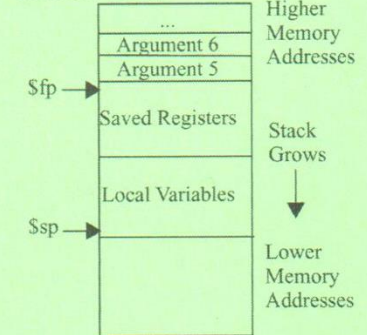 ...
Argument 6
Argument 5
$fp
Saved Registers
Local Variables
$sp
Higher
Memory
Addresses
Stack
Grows
Lower
Memory
Addresses